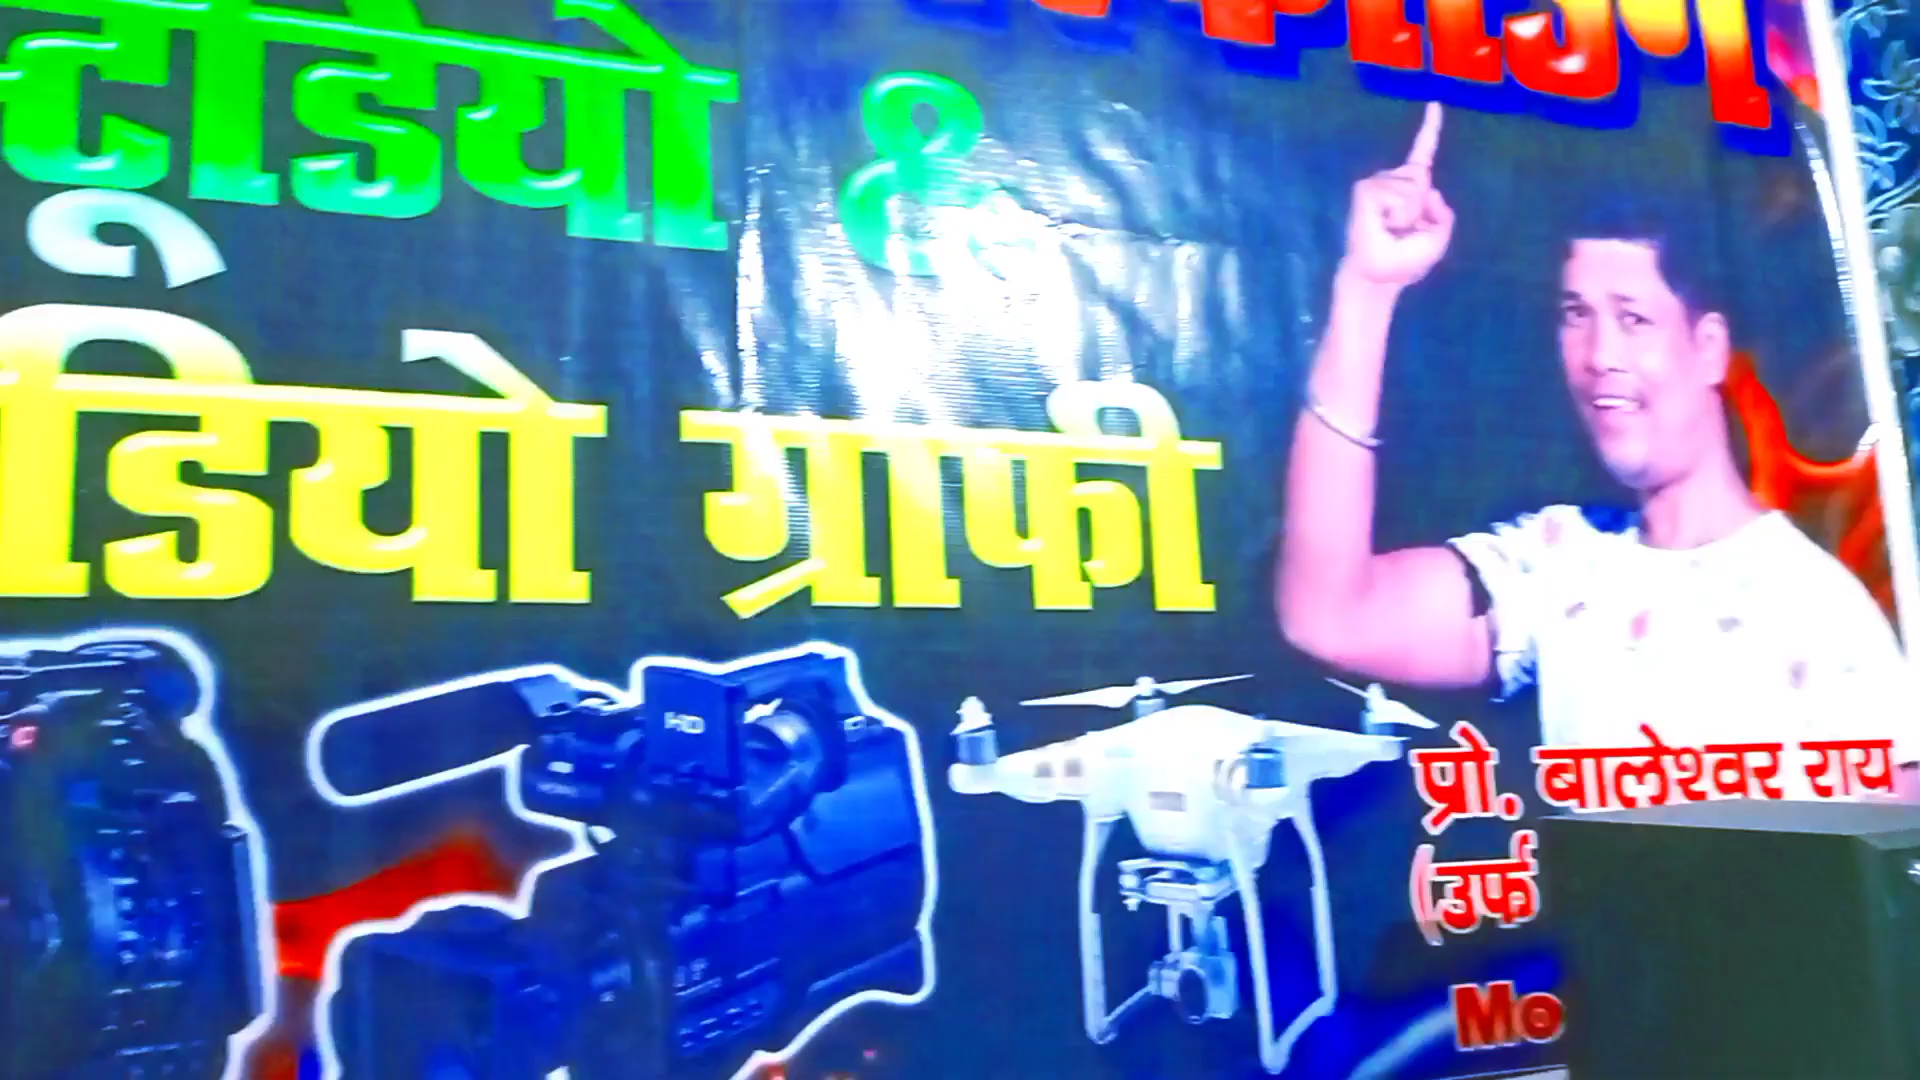 टूडियो &
डियो ग्राफी
HD
प्रो. बालेश्वर राय
(उर्फ
Mo